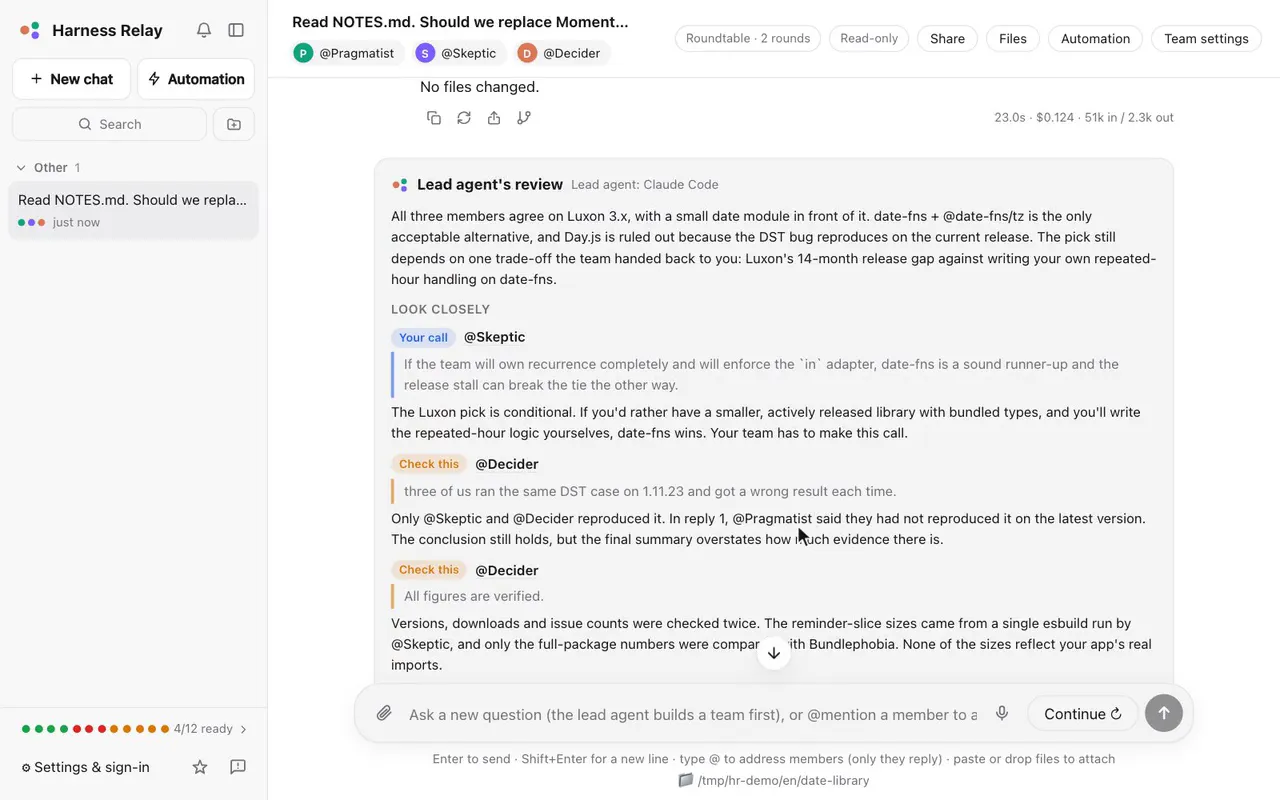 Harness Relay
+ New chat
Automation
Search
Other 1
Read NOTES.md. Should we repla...
just now
4/12 ready
Settings & sign-in
Read NOTES.md. Should we replace Moment...
P @Pragmatist
S @Skeptic
D @Decider
Roundtable · 2 rounds
Read-only
Share
Files
Automation
Team settings
No files changed.
23.0s · $0.124 · 51k in / 2.3k out
Lead agent's review Lead agent: Claude Code
All three members agree on Luxon 3.x, with a small date module in front of it. date-fns + @date-fns/tz is the only
acceptable alternative, and Day.js is ruled out because the DST bug reproduces on the current release. The pick still
depends on one trade-off the team handed back to you: Luxon's 14-month release gap against writing your own repeated-
hour handling on date-fns.
LOOK CLOSELY
Your call @Skeptic
If the team will own recurrence completely and will enforce the `in` adapter, date-fns is a sound runner-up and the
release stall can break the tie the other way.
The Luxon pick is conditional. If you'd rather have a smaller, actively released library with bundled types, and you'll write
the repeated-hour logic yourselves, date-fns wins. Your team has to make this call.
Check this @Decider
three of us ran the same DST case on 1.11.23 and got a wrong result each time.
Only @Skeptic and @Decider reproduced it. In reply 1, @Pragmatist said they had not reproduced it on the latest version.
The conclusion still holds, but the final summary overstates how much evidence there is.
Check this @Decider
All figures are verified.
Versions, downloads and issue counts were checked twice. The reminder-slice sizes came from a single esbuild run by
@Skeptic, and only the full-package numbers were compar th Bundlephobia. None of the sizes reflect your app's real
imports.
Ask a new question (the lead agent builds a team first), or @mention a member to a
Continue
Enter to send · Shift+Enter for a new line · type @ to address members (only they reply) · paste or drop files to attach
/tmp/hr-demo/en/date-library